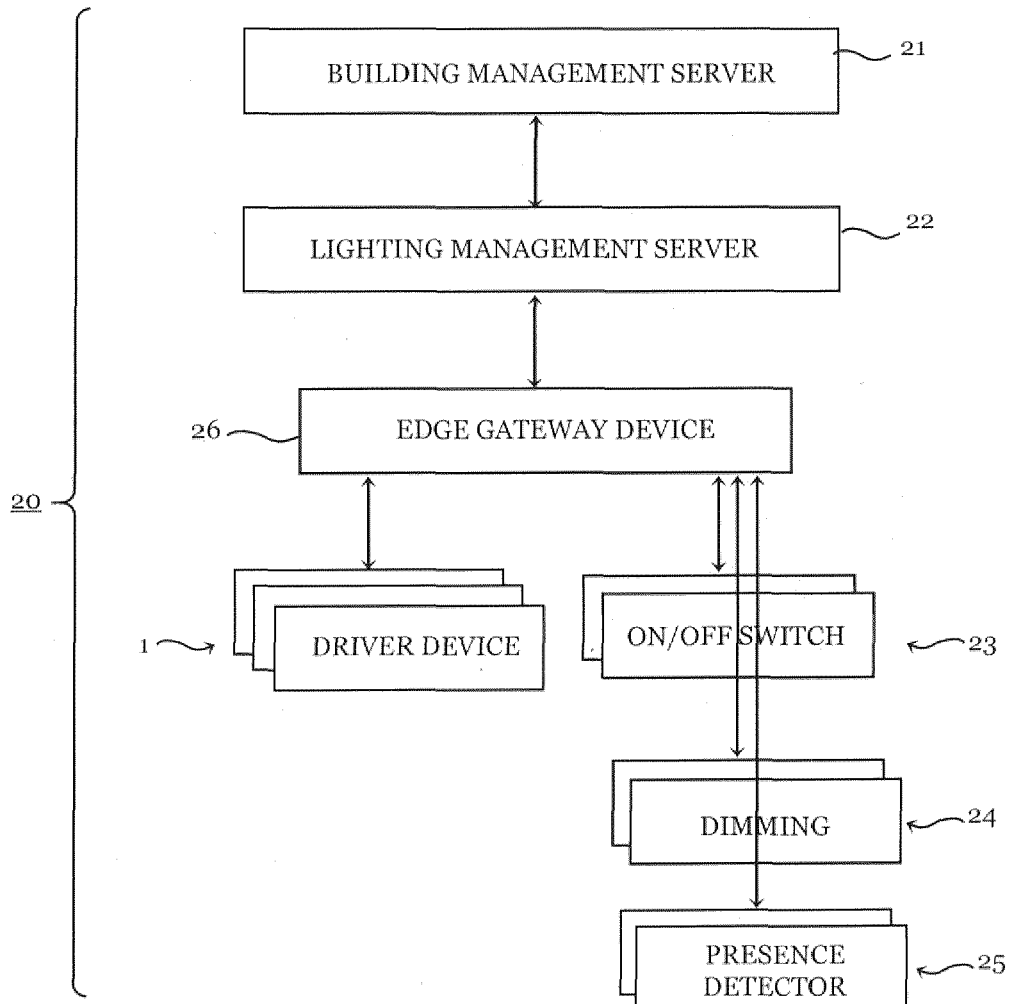 21
BUILDING MANAGEMENT SERVER
22
LIGHTING MANAGEMENT SERVER
26
EDGE GATEWAY DEVICE
20
1
DRIVER DEVICE
ON/OFF SWITCH
23
DIMMING
24
PRESENCE
DETECTOR
25